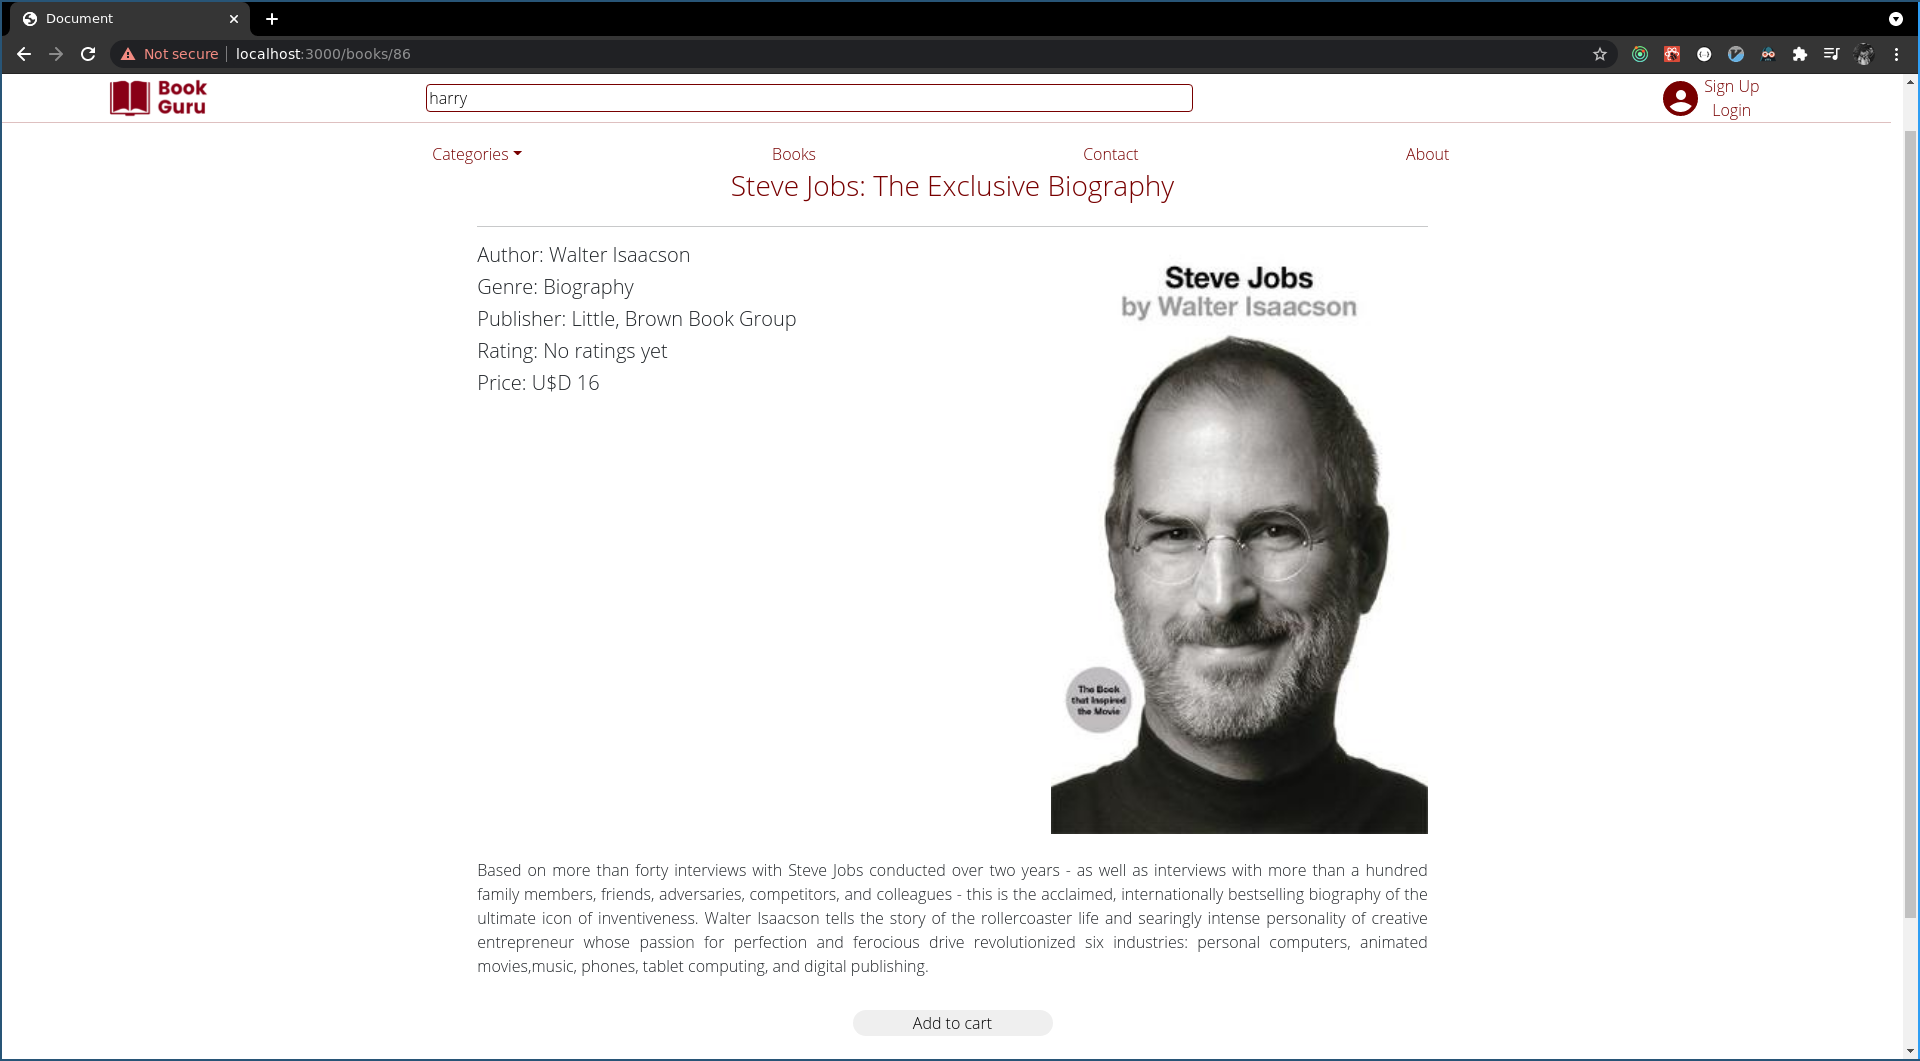 Document
Not secure
localhost:3000/books/86
Book
Guru
harry
Sign Up
Login
Categories
Books
Contact
About
Steve Jobs: The Exclusive Biography
Author: Walter Isaacson
Genre: Biography
Publisher: Little, Brown Book Group
Rating: No ratings yet
Price: U$D 16
Steve Jobs
by Walter Isaacson
The Book
that Inspired
the Movie
Based on more than forty interviews with Steve Jobs conducted over two years - as well as interviews with more than a hundred
family members, friends, adversaries, competitors, and colleagues - this is the acclaimed, internationally bestselling biography of the
ultimate icon of inventiveness. Walter Isaacson tells the story of the rollercoaster life and searingly intense personality of creative
entrepreneur whose passion for perfection and ferocious drive revolutionized six industries: personal computers, animated
movies,music, phones, tablet computing, and digital publishing.
Add to cart